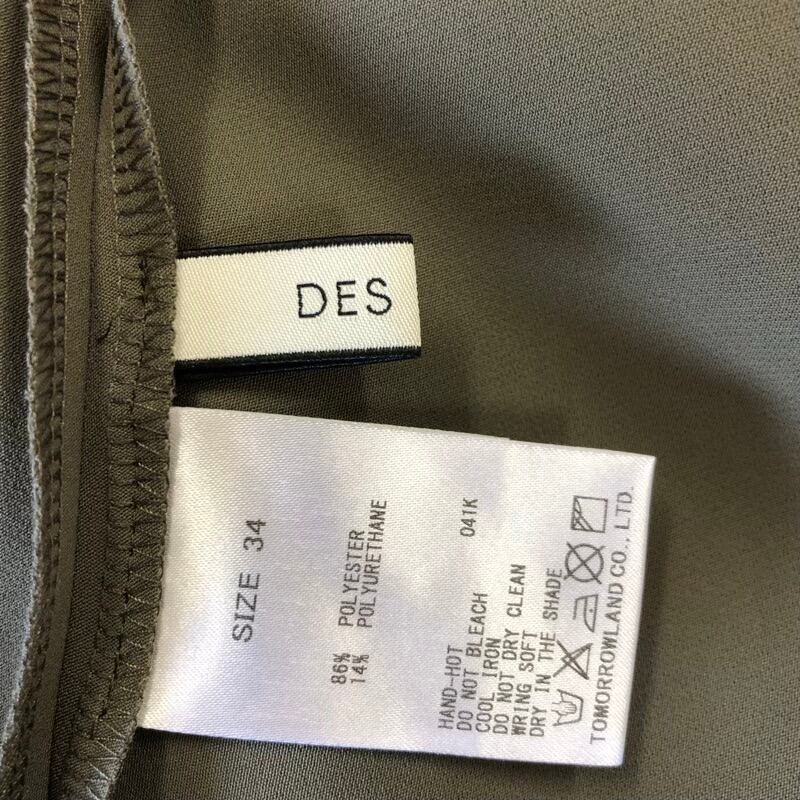 DES
SIZE 34
86% POLYESTER
14% POLYURETHANE
041K
HAND-HOT
DO NOT BLEACH
COOL IRON
DO NOT DRY CLEAN
WRING SOFT
DRY IN THE SHADE
TOMORROWLAND CO., LTD.